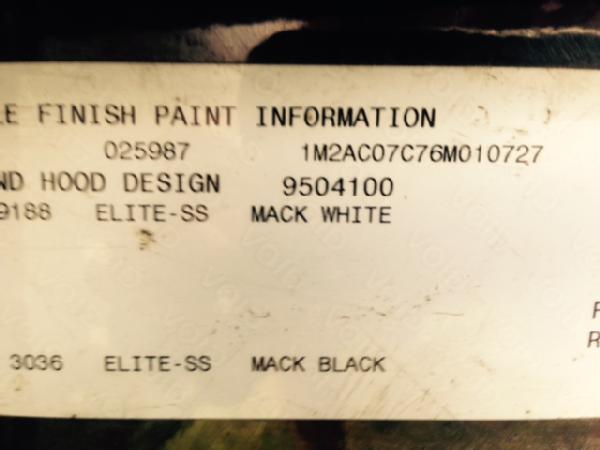 LE FINISH PAINT INFORMATION
025987 1M2AC07C76M010727
ND HOOD DESIGN 9504100
9188 ELITE-SS MACK WHITE
3036 ELITE-SS MACK BLACK